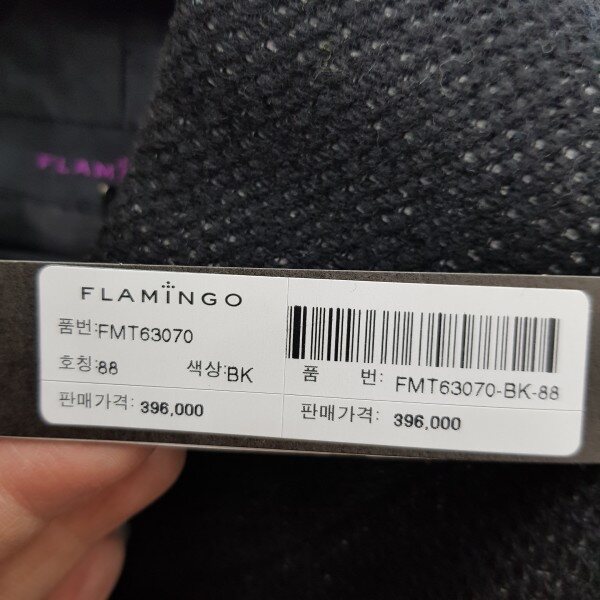 FLAM
FLAMINGO
품번:FMT63070
호칭:88 색상:BK
판매가격: 396,000
품 번: FMT63070-BK-88
판매가격: 396,000